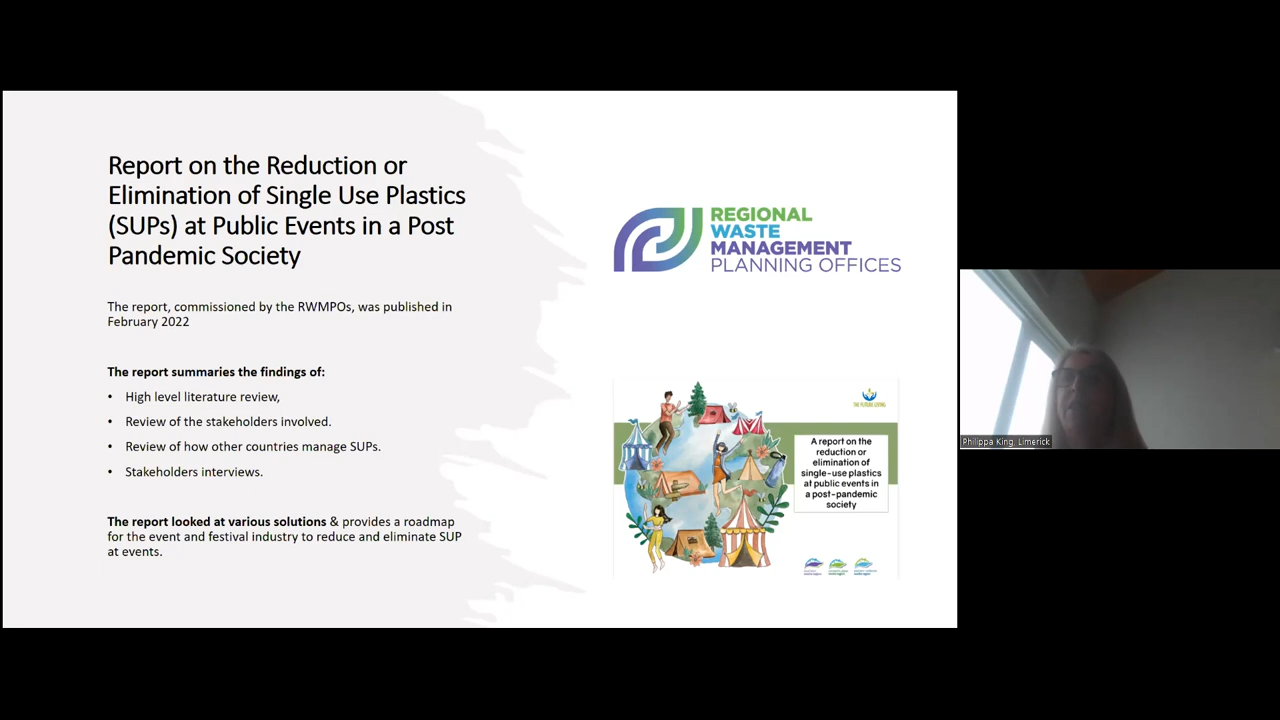 Report on the Reduction or
Elimination of Single Use Plastics
(SUPs) at Public Events in a Post
Pandemic Society
The report, commissioned by the RWMPOs, was published in
February 2022
The report summaries the findings of:
• High level literature review,
• Review of the stakeholders involved.
• Review of how other countries manage SUPs.
• Stakeholders interviews.
The report looked at various solutions & provides a roadmap
for the event and festival industry to reduce and eliminate SUP
at events.
REGIONAL
WASTE
MANAGEMENT
PLANNING OFFICES
THE FUTURE LIVING
A report on the
reduction or
elimination of
single-use plastics
at public events in
a post-pandemic
society
Philippa King, Limerick